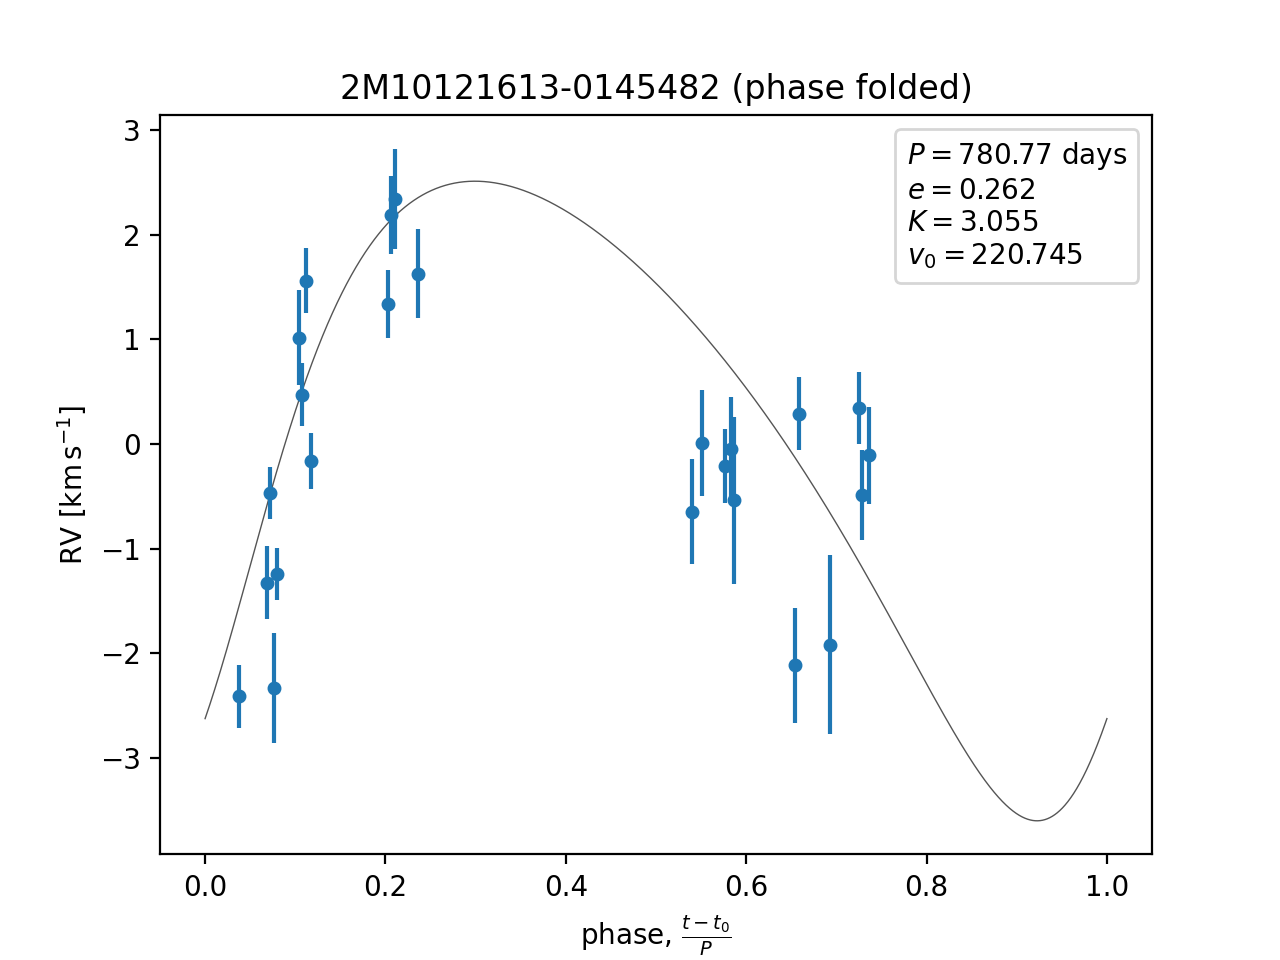 2M10121613-0145482 (phase folded)
P = 780.77 days
e = 0.262
K = 3.055
v₀ = 220.745
RV [km s⁻¹]
3
2
1
0
−1
−2
−3
0.0 0.2 0.4 0.6 0.8 1.0
phase, (t − t₀)/P